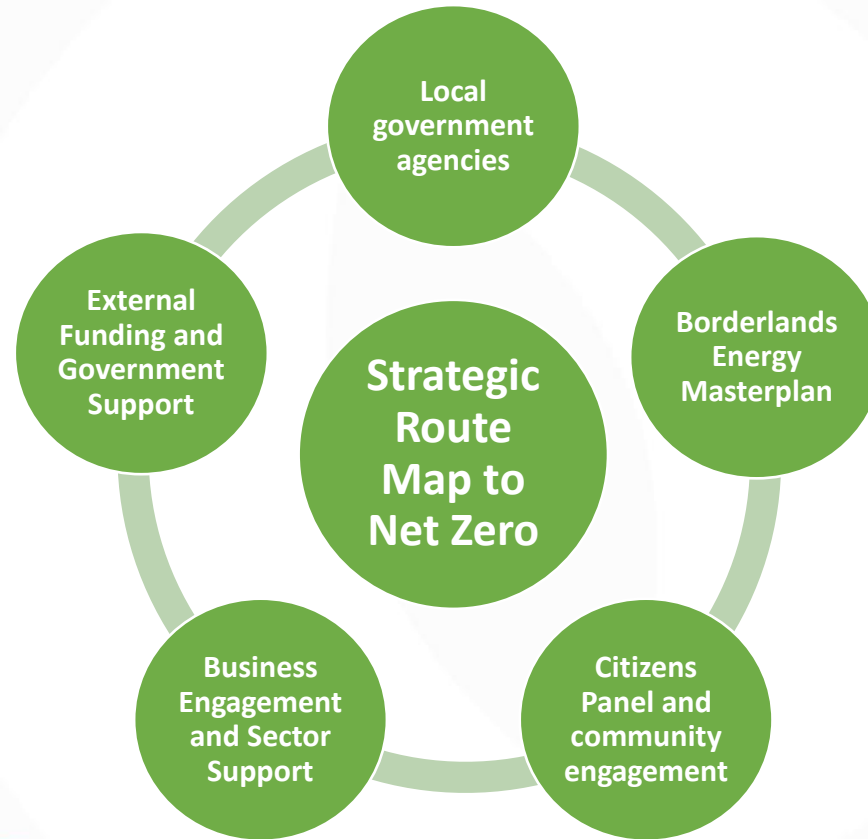 Local
government
agencies
Borderlands
Energy
Masterplan
Citizens
Panel and
community
engagement
Business
Engagement
and Sector
Support
External
Funding and
Government
Support
Strategic
Route
Map to
Net Zero